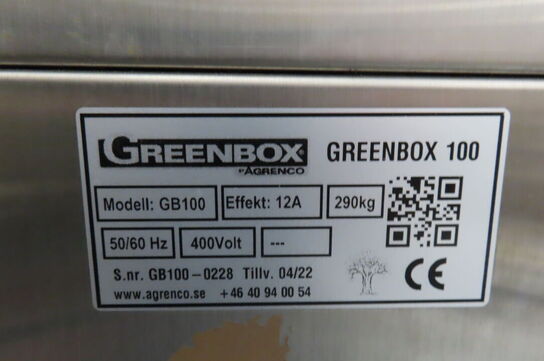 GREENBOX
BY AGRENCO
GREENBOX 100
Modell: GB100 Effekt: 12A 290kg
50/60 Hz 400Volt ---
S.nr. GB100-0228 Tillv. 04/22
www.agrenco.se +46 40 94 00 54
CE